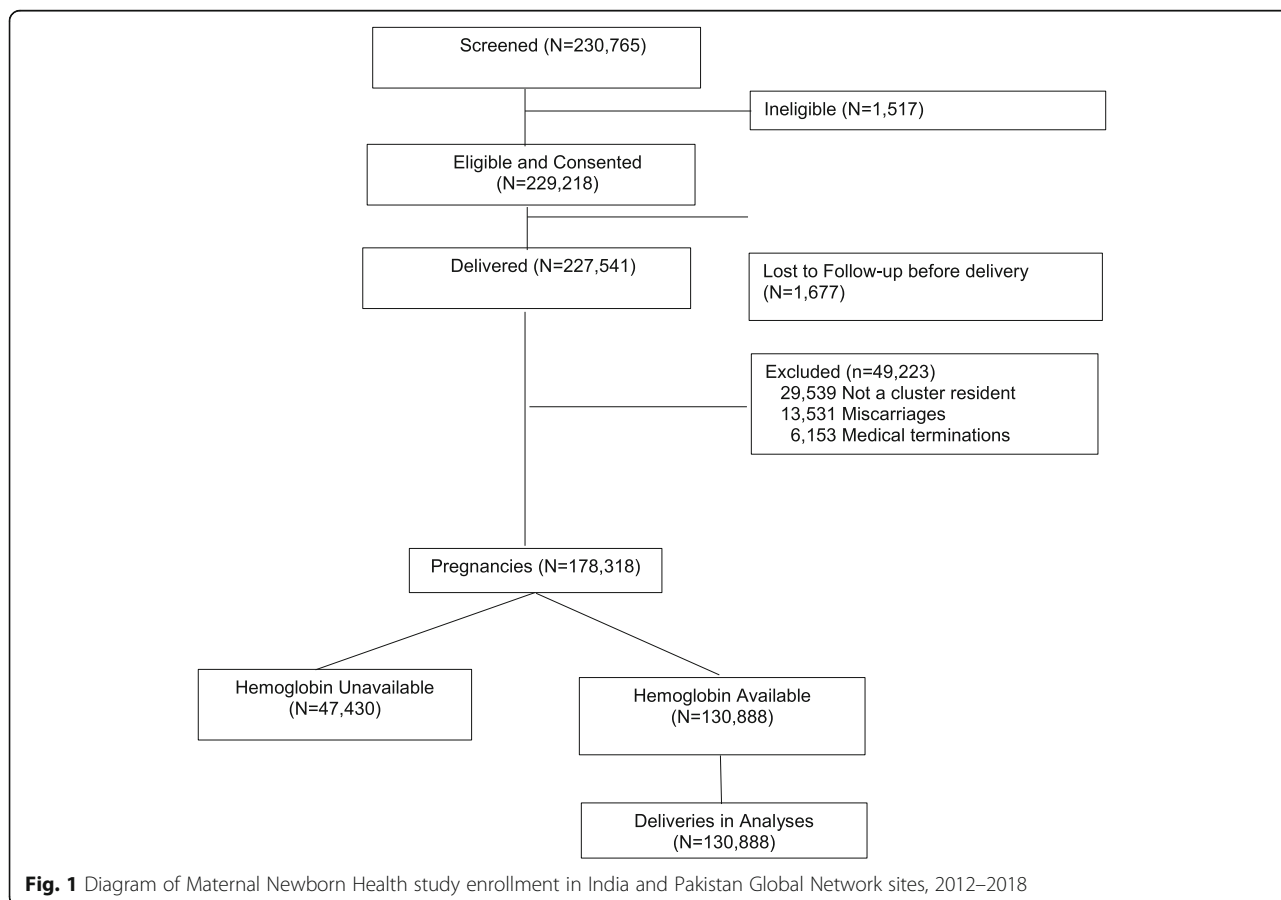 Screened (N=230,765)
Ineligible (N=1,517)
Eligible and Consented
(N=229,218)
Delivered (N=227,541)
Lost to Follow-up before delivery
(N=1,677)
Excluded (n=49,223)
29,539 Not a cluster resident
13,531 Miscarriages
6,153 Medical terminations
Pregnancies (N=178,318)
Hemoglobin Unavailable
(N=47,430)
Hemoglobin Available
(N=130,888)
Deliveries in Analyses
(N=130,888)
Fig. 1 Diagram of Maternal Newborn Health study enrollment in India and Pakistan Global Network sites, 2012–2018